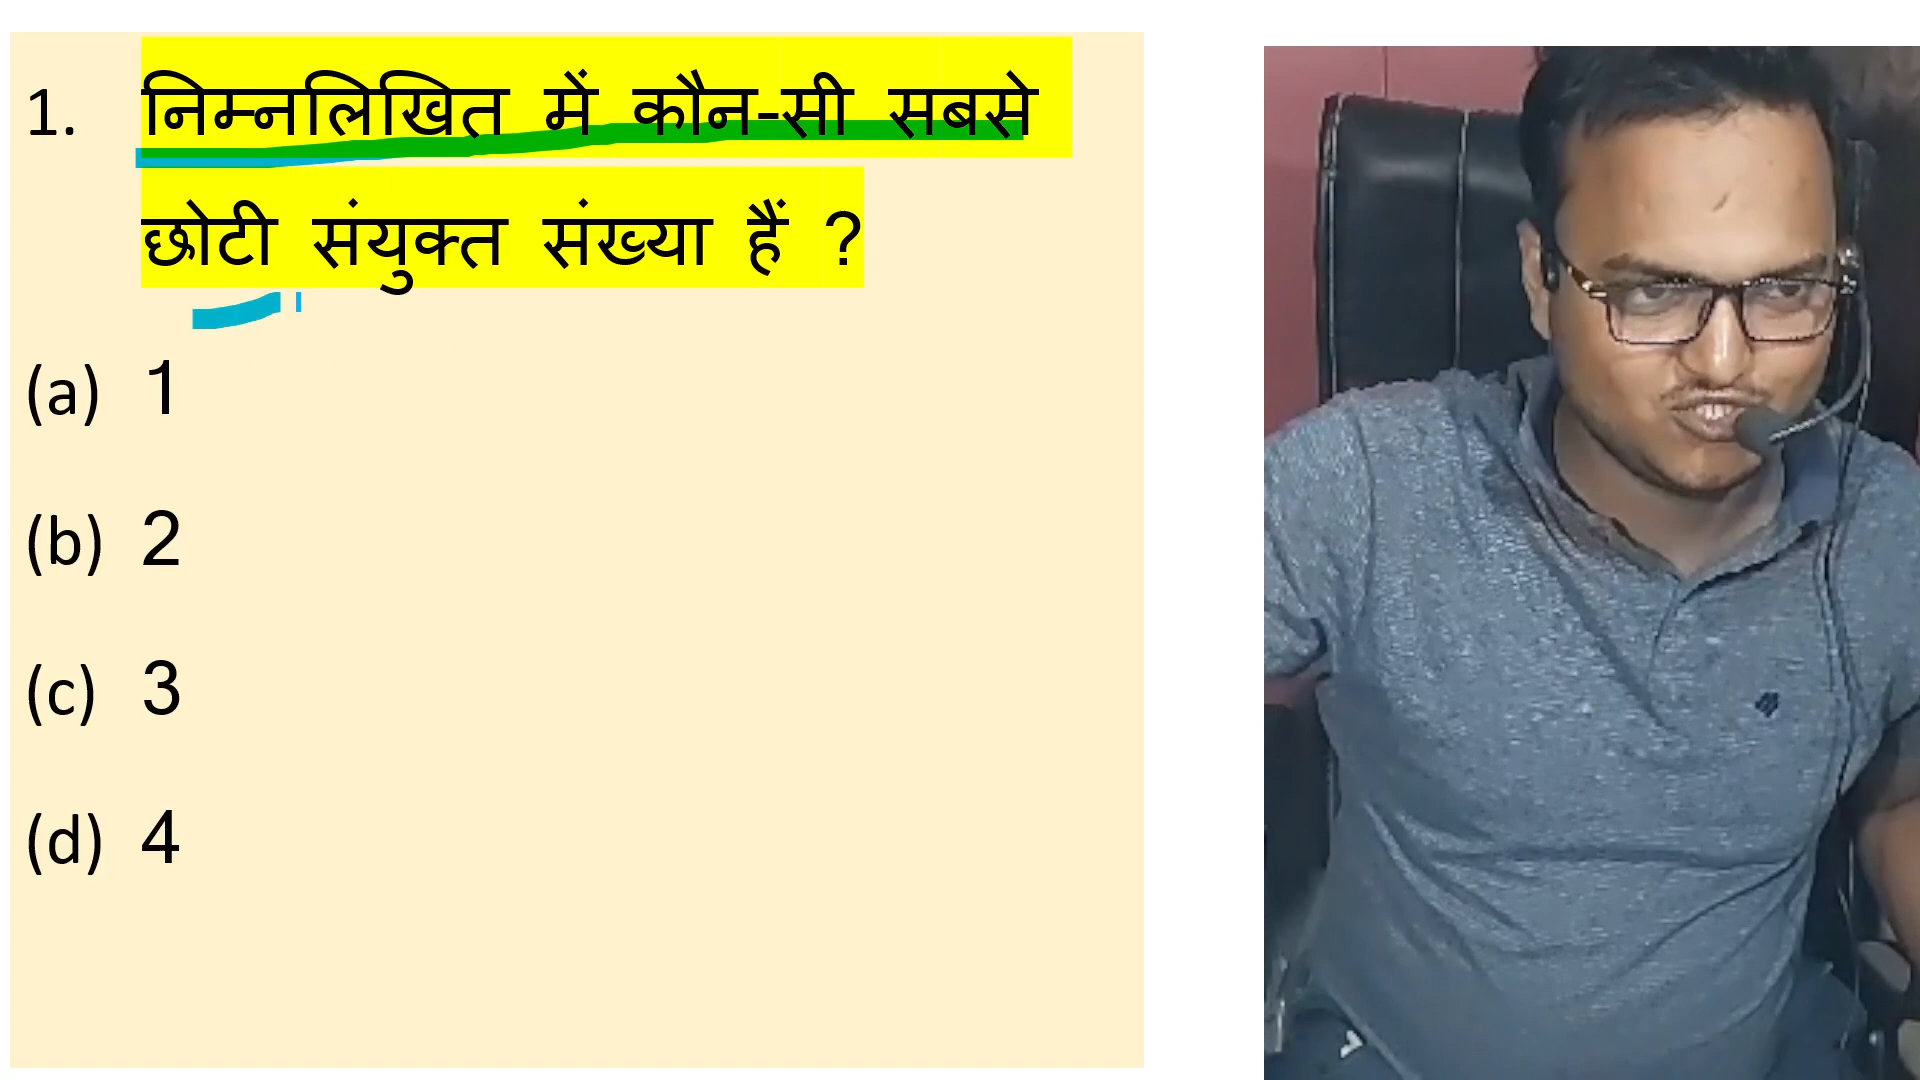 1. निम्नलिखित में कौन-सी सबसे
छोटी संयुक्त संख्या हैं ?
(a) 1
(b) 2
(c) 3
(d) 4